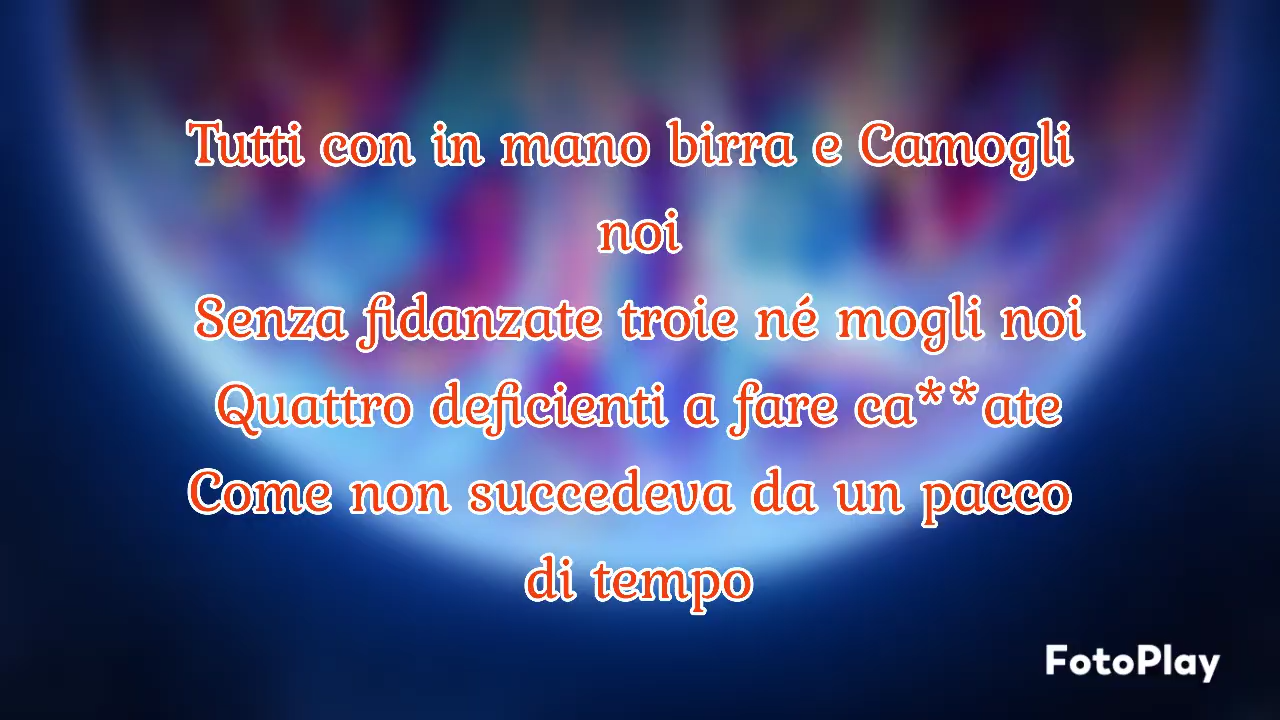 Tutti con in mano birra e Camogli
noi
Senza fidanzate troie né mogli noi
Quattro deficienti a fare ca**ate
Come non succedeva da un pacco
di tempo
FotoPlay